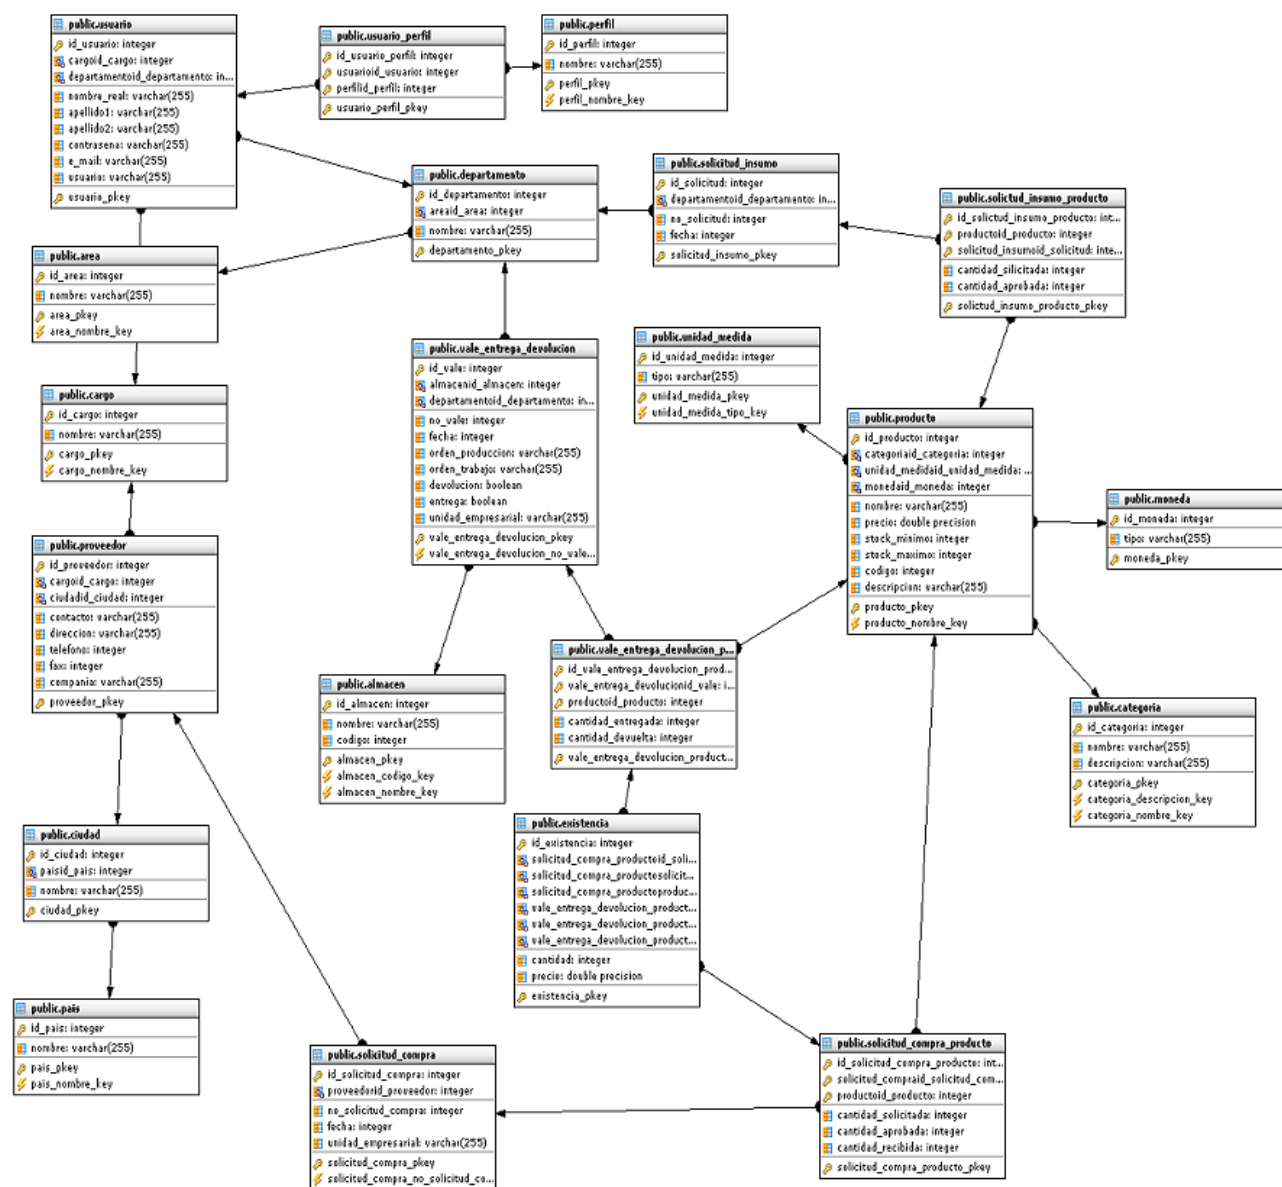 public.usuario
id_usuario: integer
cargoid_cargo: integer
departamentoid_departamento: in...
nombre_real: varchar(255)
apellido1: varchar(255)
apellido2: varchar(255)
contrasena: varchar(255)
e_mail: varchar(255)
usuario: varchar(255)
usuario_pkey
public.usuario_perfil
id_usuario_perfil: integer
usuarioid_usuario: integer
perfilid_perfil: integer
usuario_perfil_pkey
public.perfil
id_perfil: integer
nombre: varchar(255)
perfil_pkey
perfil_nombre_key
public.departamento
id_departamento: integer
areaid_area: integer
nombre: varchar(255)
departamento_pkey
public.solicitud_insumo
id_solicitud: integer
departamentoid_departamento: in...
no_solicitud: integer
fecha: integer
solicitud_insumo_pkey
public.solictud_insumo_producto
id_solictud_insumo_producto: int...
productoid_producto: integer
solicitud_insumoid_solicitud: inte...
cantidad_silicitada: integer
cantidad_aprobada: integer
solictud_insumo_producto_pkey
public.area
id_area: integer
nombre: varchar(255)
area_pkey
area_nombre_key
public.cargo
id_cargo: integer
nombre: varchar(255)
cargo_pkey
cargo_nombre_key
public.vale_entrega_devolucion
id_vale: integer
almacenid_almacen: integer
departamentoid_departamento: in...
no_vale: integer
fecha: integer
orden_produccion: varchar(255)
orden_trabajo: varchar(255)
devolucion: boolean
entrega: boolean
unidad_empresarial: varchar(255)
vale_entrega_devolucion_pkey
vale_entrega_devolucion_no_vale...
public.unidad_medida
id_unidad_medida: integer
tipo: varchar(255)
unidad_medida_pkey
unidad_medida_tipo_key
public.producto
id_producto: integer
categoriaid_categoria: integer
unidad_medidaid_unidad_medida: ...
monedaid_moneda: integer
nombre: varchar(255)
precio: double precision
stock_minimo: integer
stock_maximo: integer
codigo: integer
descripcion: varchar(255)
producto_pkey
producto_nombre_key
public.moneda
id_moneda: integer
tipo: varchar(255)
moneda_pkey
public.proveedor
id_proveedor: integer
cargoid_cargo: integer
ciudadid_ciudad: integer
contacto: varchar(255)
direccion: varchar(255)
telefono: integer
fax: integer
compania: varchar(255)
proveedor_pkey
public.almacen
id_almacen: integer
nombre: varchar(255)
codigo: integer
almacen_pkey
almacen_codigo_key
almacen_nombre_key
public.vale_entrega_devolucion_p...
id_vale_entrega_devolucion_prod...
vale_entrega_devolucionid_vale: i...
productoid_producto: integer
cantidad_entregada: integer
cantidad_devuelta: integer
vale_entrega_devolucion_product...
public.categoria
id_categoria: integer
nombre: varchar(255)
descripcion: varchar(255)
categoria_pkey
categoria_descripcion_key
categoria_nombre_key
public.ciudad
id_ciudad: integer
paisid_pais: integer
nombre: varchar(255)
ciudad_pkey
public.existencia
id_existencia: integer
solicitud_compra_productoid_soli...
solicitud_compra_productosolicit...
solicitud_compra_productoproduc...
vale_entrega_devolucion_product...
vale_entrega_devolucion_product...
vale_entrega_devolucion_product...
cantidad: integer
precio: double precision
existencia_pkey
public.pais
id_pais: integer
nombre: varchar(255)
pais_pkey
pais_nombre_key
public.solicitud_compra
id_solicitud_compra: integer
proveedorid_proveedor: integer
no_solicitud_compra: integer
fecha: integer
unidad_empresarial: varchar(255)
solicitud_compra_pkey
solicitud_compra_no_solicitud_co...
public.solicitud_compra_producto
id_solicitud_compra_producto: int...
solicitud_compraid_solicitud_com...
productoid_producto: integer
cantidad_solicitada: integer
cantidad_aprobada: integer
cantidad_recibida: integer
solicitud_compra_producto_pkey